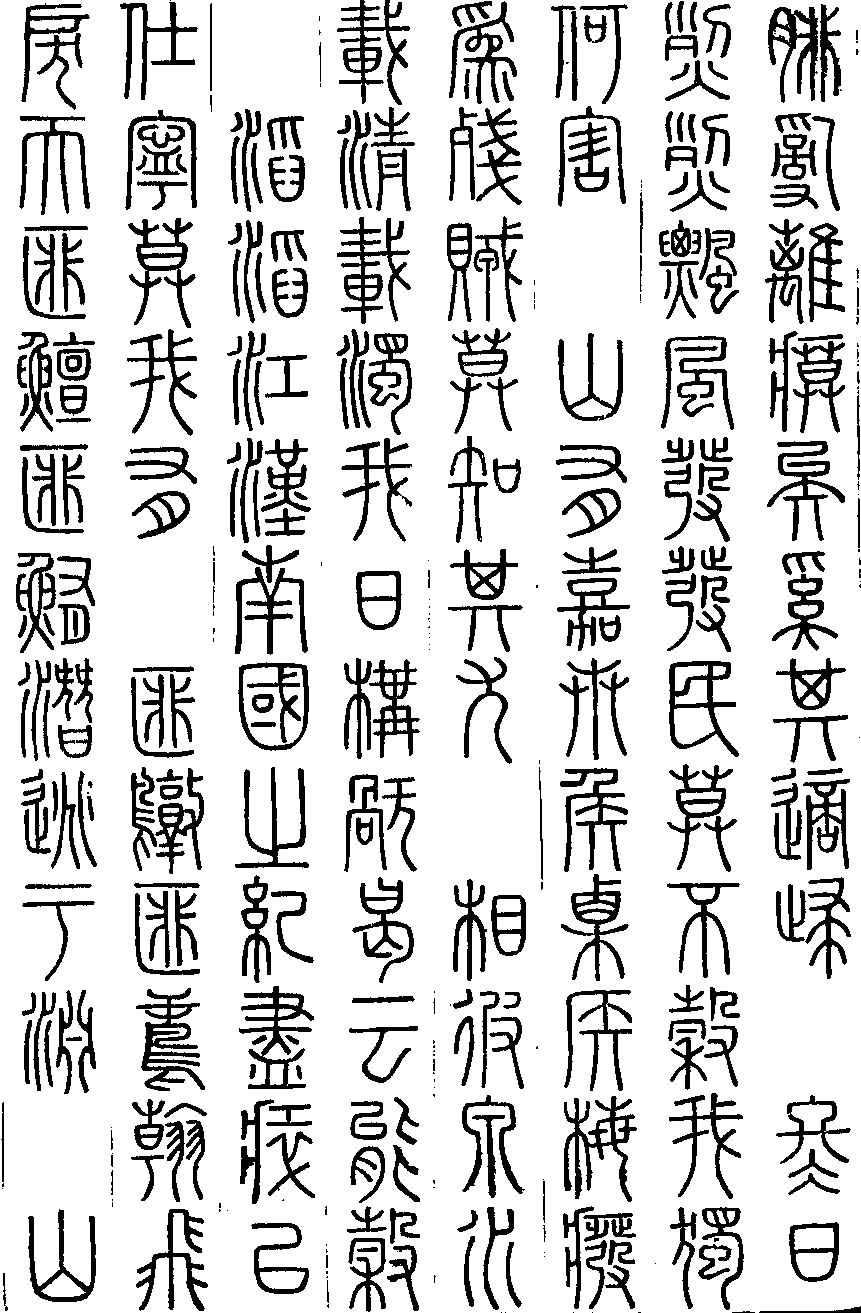 腓亂離瘼矣奚其適歸　冬日
烈烈飄風發發民莫不穀我獨
何害　山有嘉卉侯栗侯梅廢
爲殘賊莫知其尤　相彼泉水
載清載濁我日構禍曷云能穀
滔滔江漢南國之紀盡瘁以
仕寧莫我有　匪鶉匪鳶翰飛
戾天匪鱣匪鮪潛逃于淵　山